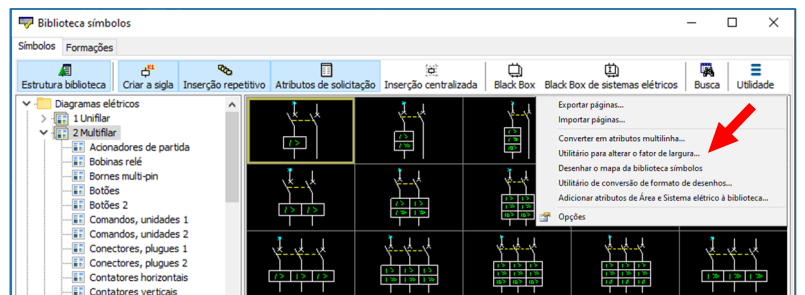 Biblioteca símbolos
Símbolos Formações
Estrutura biblioteca Criar a sigla Inserção repetitivo Atributos de solicitação Inserção centralizada Black Box Black Box de sistemas elétricos Busca Utilidade
Diagramas elétricos
1 Unifilar
2 Multifilar
Acionadores de partida
Bobinas relé
Bornes multi-pin
Botões
Botões 2
Comandos, unidades 1
Comandos, unidades 2
Conectores, plugues 1
Conectores, plugues 2
Contatores horizontais
Contatores verticais
Exportar páginas...
Importar páginas...
Converter em atributos multilinha...
Utilitário para alterar o fator de largura...
Desenhar o mapa da biblioteca símbolos
Utilitário de conversão de formato de desenhos...
Adicionar atributos de Área e Sistema elétrico à biblioteca...
Opções